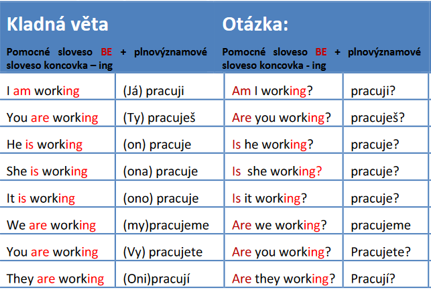 Kladná věta Otázka:
Pomocné sloveso BE + plnovýznamové sloveso koncovka – ing Pomocné sloveso BE + plnovýznamové sloveso koncovka - ing
I am working (Já) pracuji Am I working? pracuji?
You are working (Ty) pracuješ Are you working? pracuješ?
He is working (on) pracuje Is he working? pracuje?
She is working (ona) pracuje Is she working? pracuje?
It is working (ono) pracuje Is it working? pracuje?
We are working (my)pracujeme Are we working? pracujeme
You are working (Vy) pracujete Are you working? Pracujete?
They are working (Oni)pracují Are they working? Pracují?